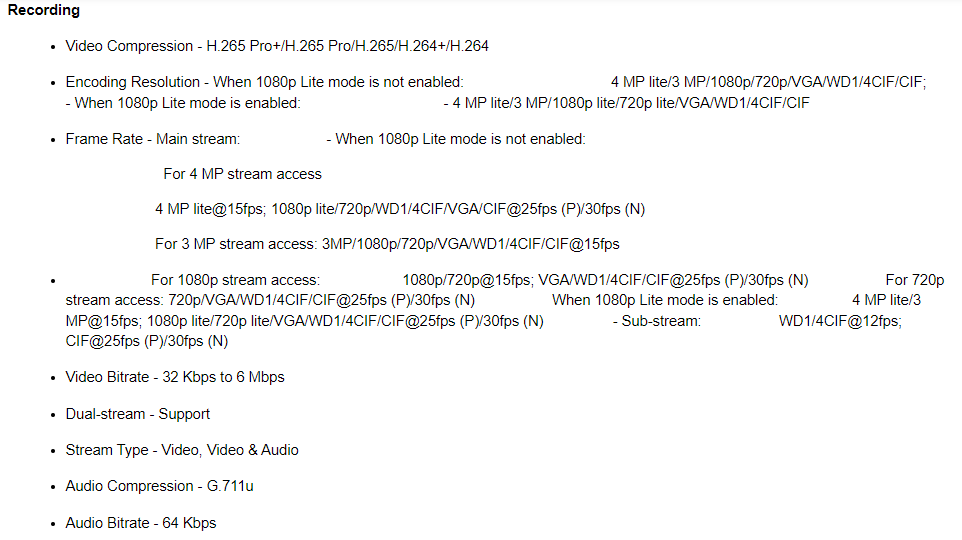 Recording
• Video Compression - H.265 Pro+/H.265 Pro/H.265/H.264+/H.264
• Encoding Resolution - When 1080p Lite mode is not enabled: 4 MP lite/3 MP/1080p/720p/VGA/WD1/4CIF/CIF;
- When 1080p Lite mode is enabled: - 4 MP lite/3 MP/1080p lite/720p lite/VGA/WD1/4CIF/CIF
• Frame Rate - Main stream: - When 1080p Lite mode is not enabled:
For 4 MP stream access
4 MP lite@15fps; 1080p lite/720p/WD1/4CIF/VGA/CIF@25fps (P)/30fps (N)
For 3 MP stream access: 3MP/1080p/720p/VGA/WD1/4CIF/CIF@15fps
• For 1080p stream access: 1080p/720p@15fps; VGA/WD1/4CIF/CIF@25fps (P)/30fps (N) For 720p
stream access: 720p/VGA/WD1/4CIF/CIF@25fps (P)/30fps (N) When 1080p Lite mode is enabled: 4 MP lite/3
MP@15fps; 1080p lite/720p lite/VGA/WD1/4CIF/CIF@25fps (P)/30fps (N) - Sub-stream: WD1/4CIF@12fps;
CIF@25fps (P)/30fps (N)
• Video Bitrate - 32 Kbps to 6 Mbps
• Dual-stream - Support
• Stream Type - Video, Video & Audio
• Audio Compression - G.711u
• Audio Bitrate - 64 Kbps